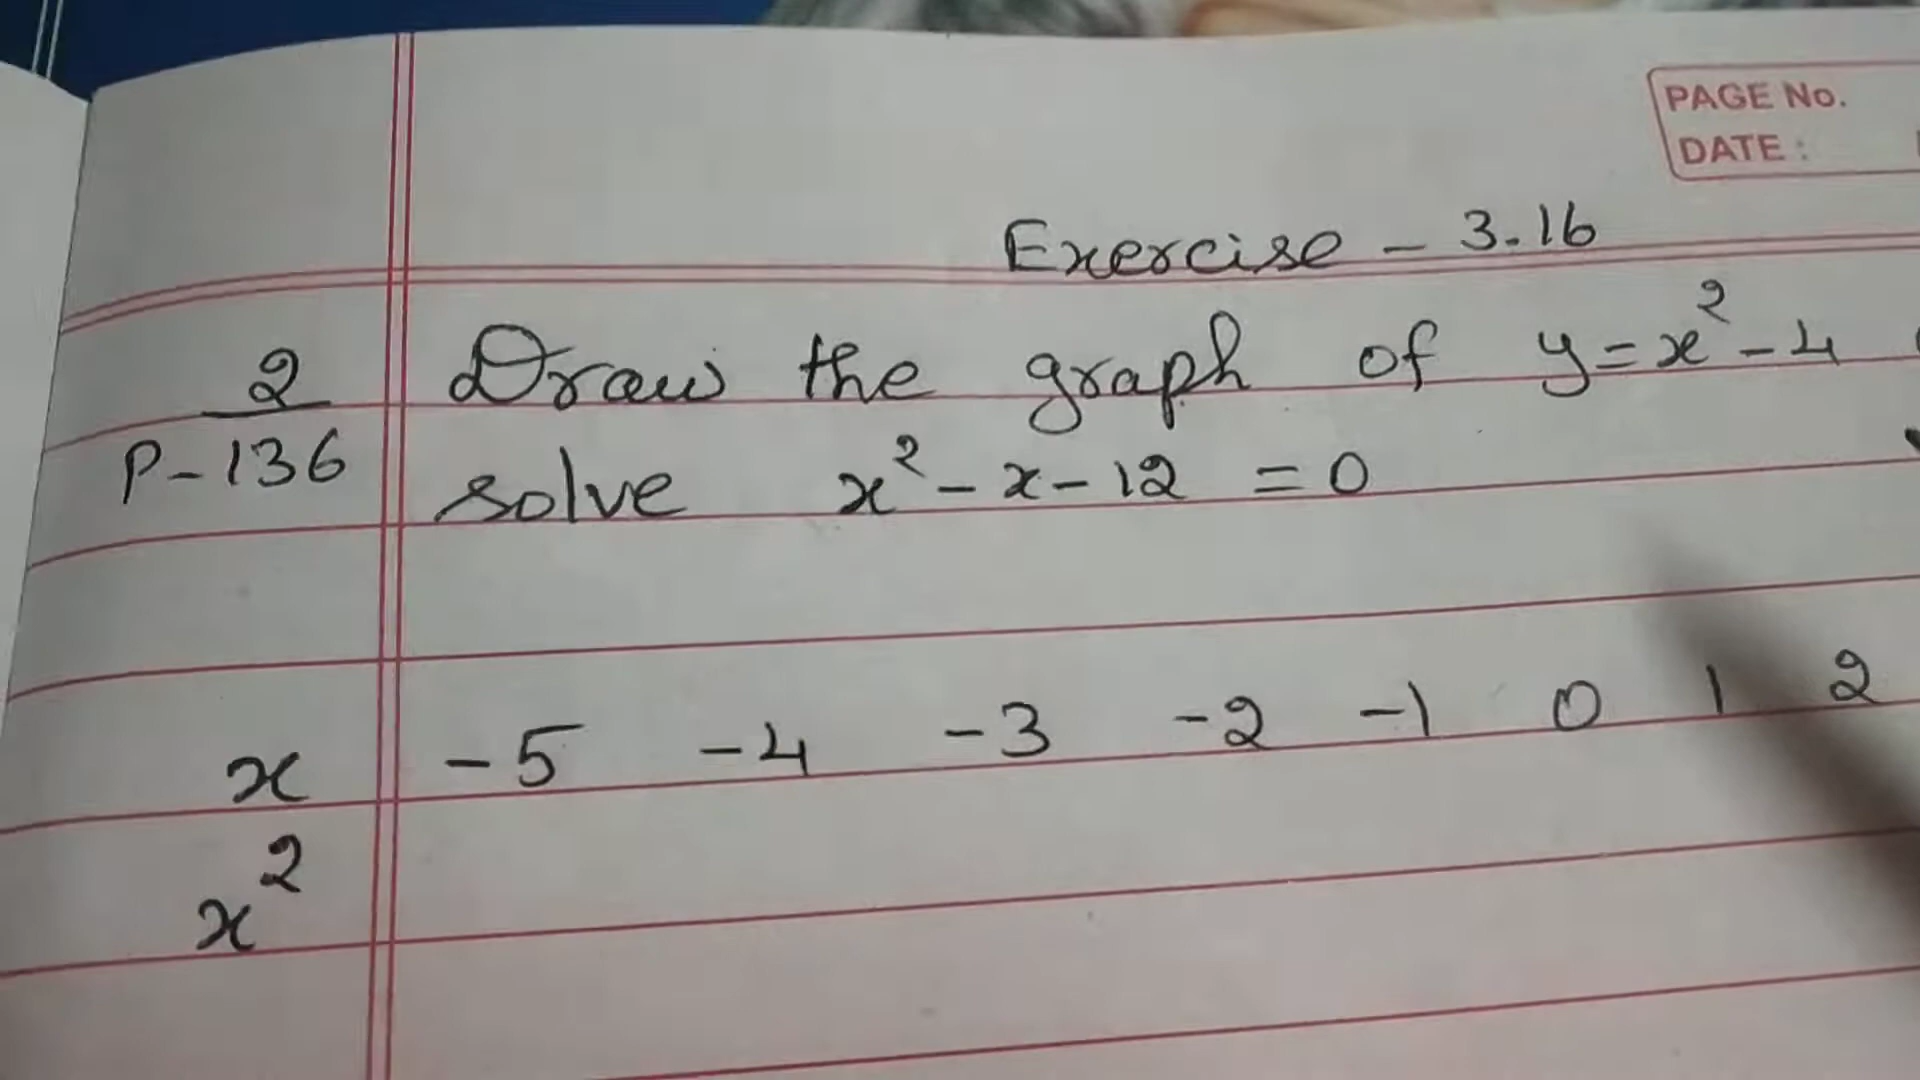 PAGE No.
DATE :
Exercise - 3.16
2 Draw the graph of y = x² - 4
P-136 solve x² - x - 12 = 0
x -5 -4 -3 -2 -1 0 1 2
x²